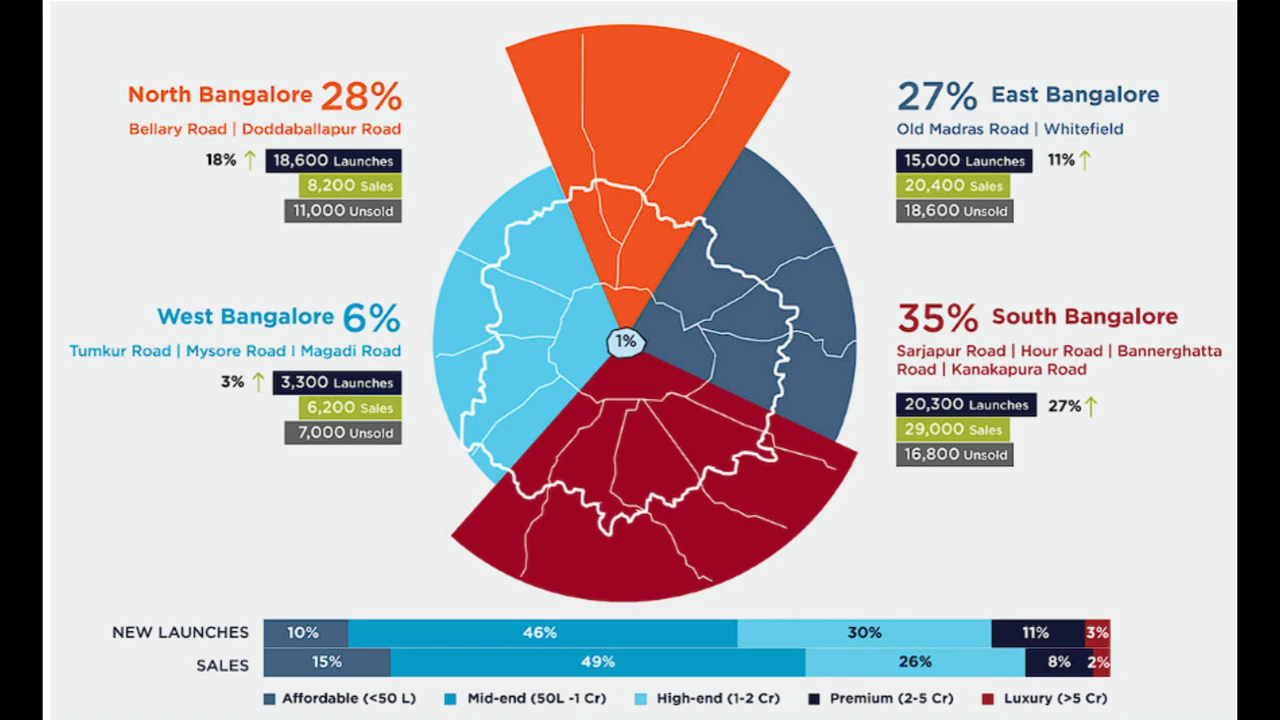 North Bangalore 28%
Bellary Road | Doddaballapur Road
18% ↑ 18,600 Launches
8,200 Sales
11,000 Unsold
27% East Bangalore
Old Madras Road | Whitefield
15,000 Launches 11% ↑
20,400 Sales
18,600 Unsold
West Bangalore 6%
Tumkur Road | Mysore Road I Magadi Road
3% ↑ 3,300 Launches
6,200 Sales
7,000 Unsold
1%
35% South Bangalore
Sarjapur Road | Hour Road | Bannerghatta
Road | Kanakapura Road
20,300 Launches 27% ↑
29,000 Sales
16,800 Unsold
NEW LAUNCHES 10% 46% 30% 11% 3%
SALES 15% 49% 26% 8% 2%
Affordable (<50 L) Mid-end (50L -1 Cr) High-end (1-2 Cr) Premium (2-5 Cr) Luxury (>5 Cr)